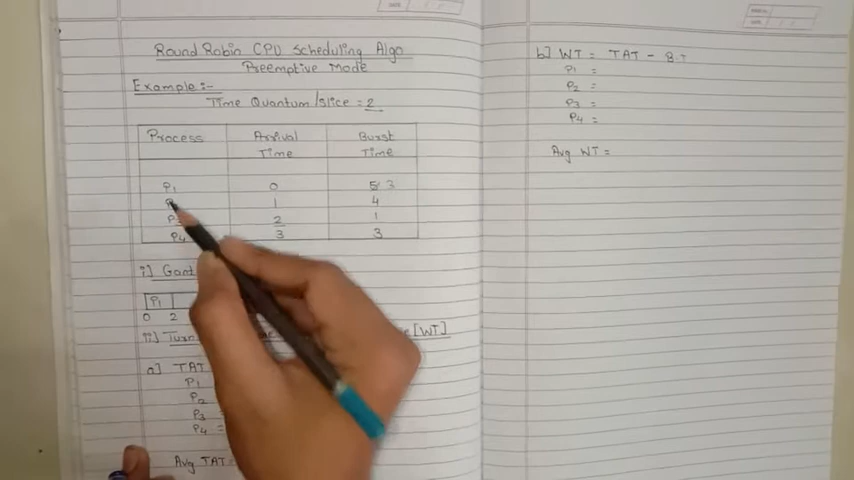 Round Robin CPU Scheduling Algo
Preemptive Mode
Example :-
Time Quantum/slice = 2
Process Arrival Time Burst Time
P1 0 5 3
1 4
P3 2 1
P4 3 3
i] Gant
P1
0 2
ii] Turn [WT]
a] TAT
P1
P2
P3
P4 =
Avg TAT =
b] WT = TAT - B.T
P1 =
P2 =
P3 =
P4 =
Avg WT =